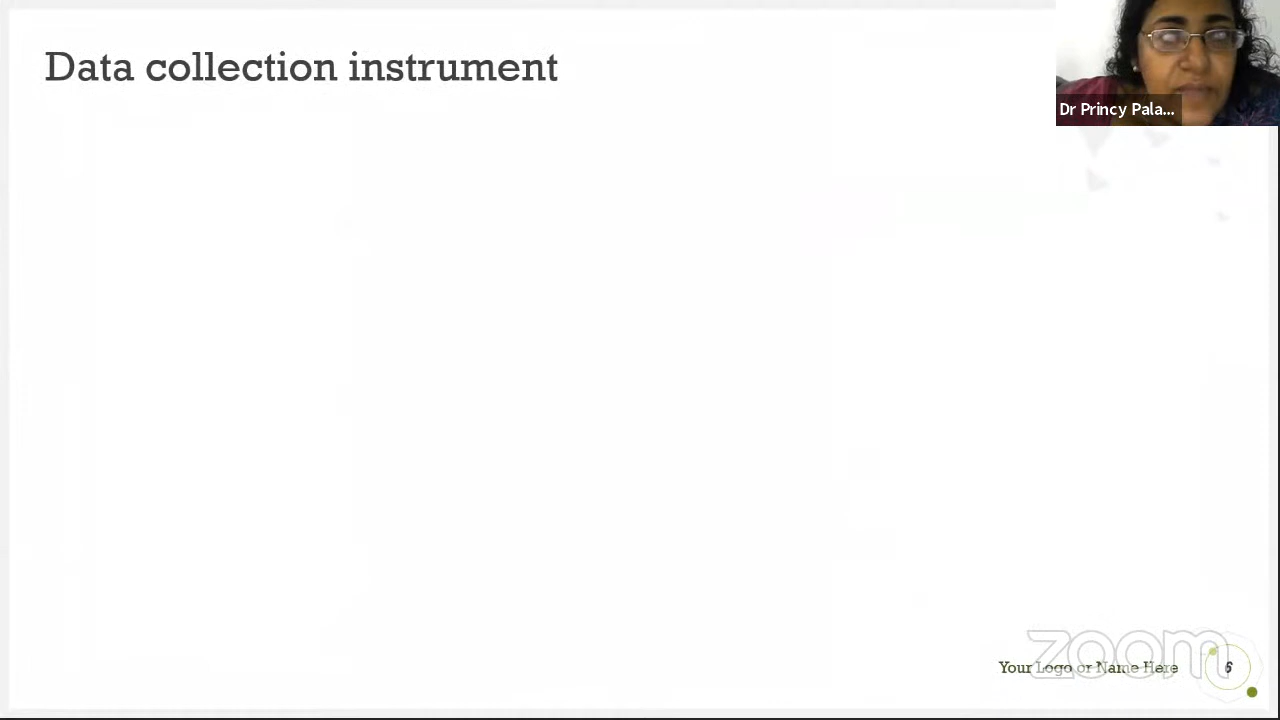 Data collection instrument
Dr Princy Pala...
Your Logo or Name Here
6
zoom